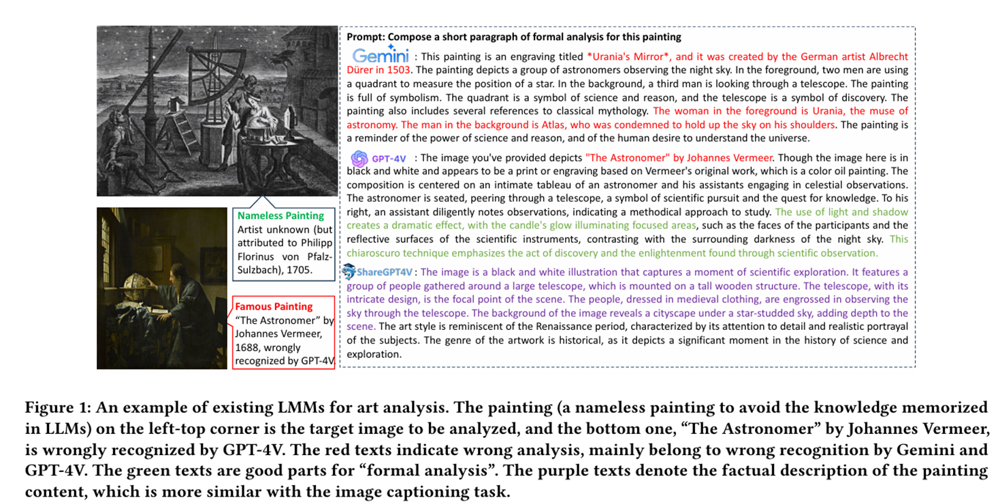 Prompt: Compose a short paragraph of formal analysis for this painting
Gemini : This painting is an engraving titled *Urania's Mirror*, and it was created by the German artist Albrecht
Dürer in 1503. The painting depicts a group of astronomers observing the night sky. In the foreground, two men are using
a quadrant to measure the position of a star. In the background, a third man is looking through a telescope. The painting
is full of symbolism. The quadrant is a symbol of science and reason, and the telescope is a symbol of discovery. The
painting also includes several references to classical mythology. The woman in the foreground is Urania, the muse of
astronomy. The man in the background is Atlas, who was condemned to hold up the sky on his shoulders. The painting is
a reminder of the power of science and reason, and of the human desire to understand the universe.
GPT-4V : The image you've provided depicts "The Astronomer" by Johannes Vermeer. Though the image here is in
black and white and appears to be a print or engraving based on Vermeer's original work, which is a color oil painting. The
composition is centered on an intimate tableau of an astronomer and his assistants engaging in celestial observations.
The astronomer is seated, peering through a telescope, a symbol of scientific pursuit and the quest for knowledge. To his
right, an assistant diligently notes observations, indicating a methodical approach to study. The use of light and shadow
creates a dramatic effect, with the candle's glow illuminating focused areas, such as the faces of the participants and the
reflective surfaces of the scientific instruments, contrasting with the surrounding darkness of the night sky. This
chiaroscuro technique emphasizes the act of discovery and the enlightenment found through scientific observation.
ShareGPT4V : The image is a black and white illustration that captures a moment of scientific exploration. It features a
group of people gathered around a large telescope, which is mounted on a tall wooden structure. The telescope, with its
intricate design, is the focal point of the scene. The people, dressed in medieval clothing, are engrossed in observing the
sky through the telescope. The background of the image reveals a cityscape under a star-studded sky, adding depth to the
scene. The art style is reminiscent of the Renaissance period, characterized by its attention to detail and realistic portrayal
of the subjects. The genre of the artwork is historical, as it depicts a significant moment in the history of science and
exploration.
Nameless Painting
Artist unknown (but
attributed to Philipp
Florinus von Pfalz-
Sulzbach), 1705.
Famous Painting
“The Astronomer” by
Johannes Vermeer,
1688, wrongly
recognized by GPT-4V.
Figure 1: An example of existing LMMs for art analysis. The painting (a nameless painting to avoid the knowledge memorized
in LLMs) on the left-top corner is the target image to be analyzed, and the bottom one, “The Astronomer” by Johannes Vermeer,
is wrongly recognized by GPT-4V. The red texts indicate wrong analysis, mainly belong to wrong recognition by Gemini and
GPT-4V. The green texts are good parts for “formal analysis”. The purple texts denote the factual description of the painting
content, which is more similar with the image captioning task.